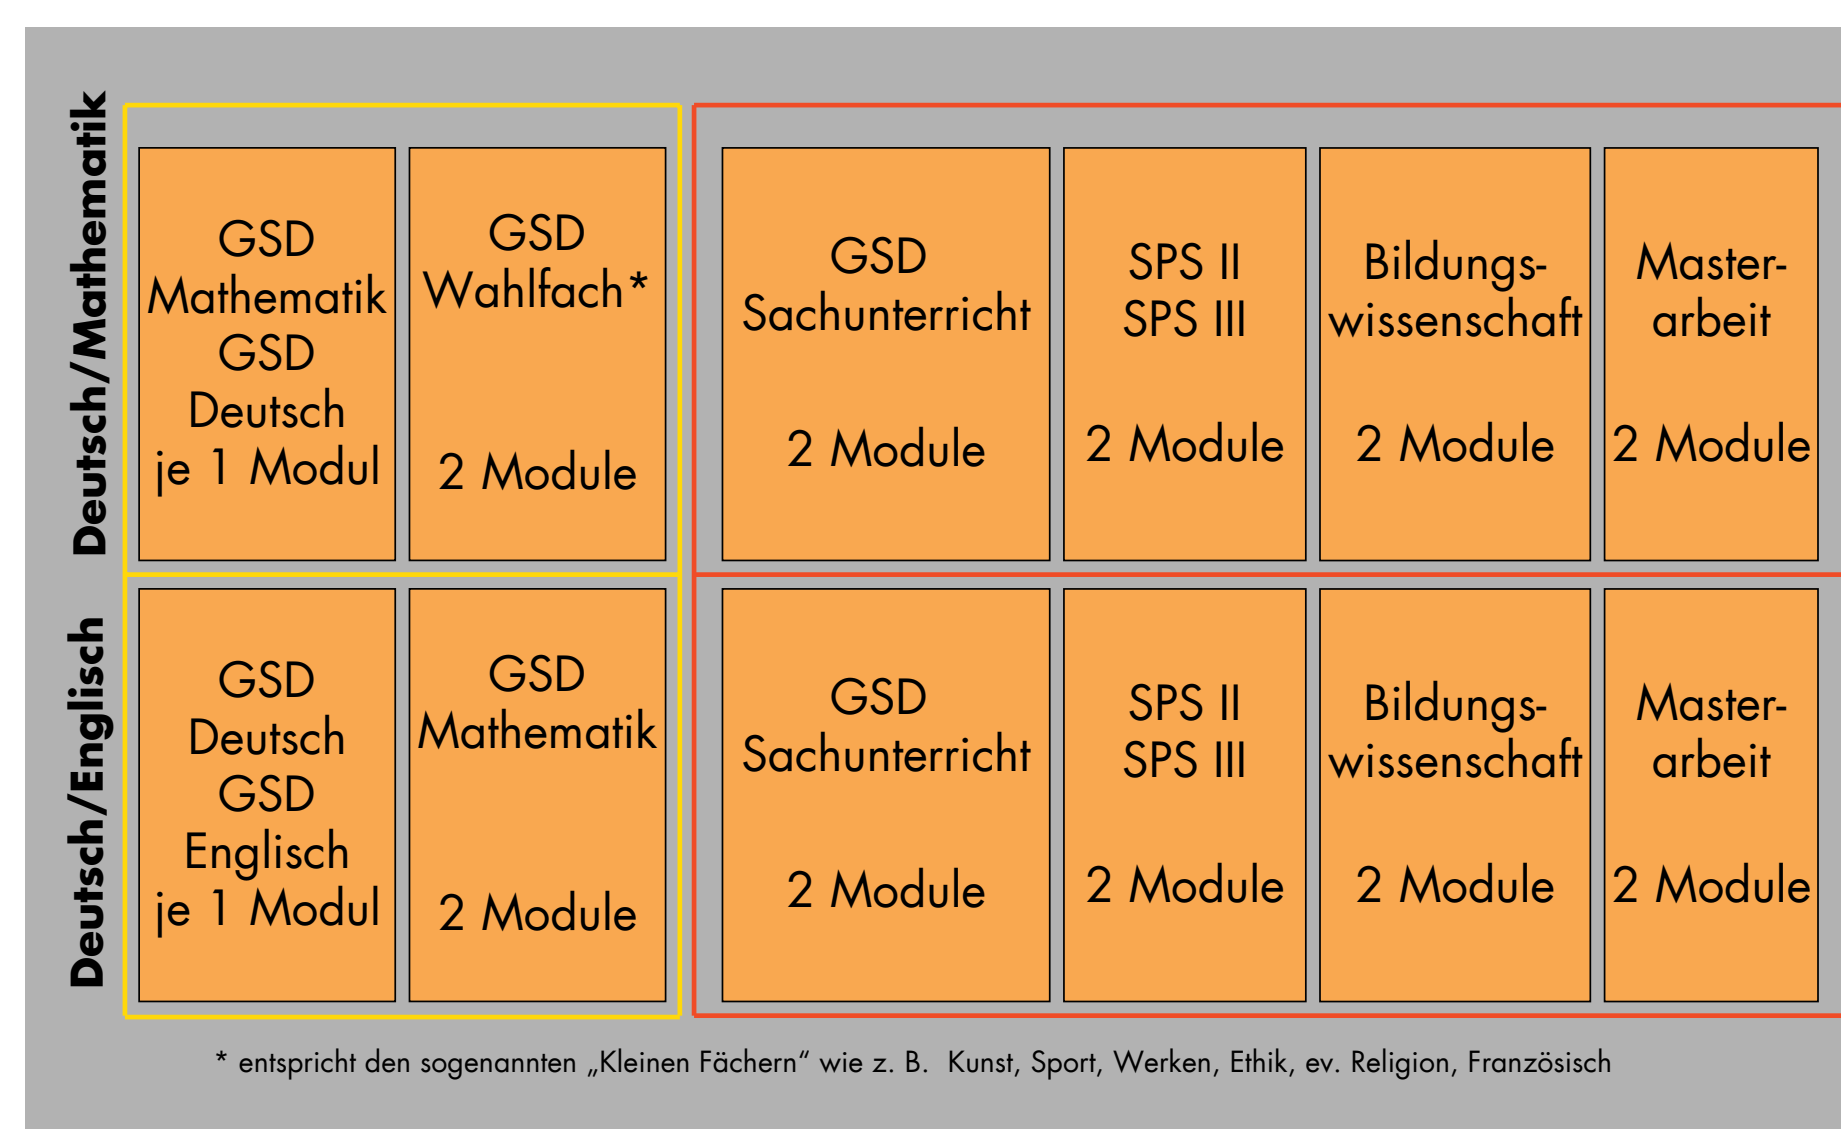 Deutsch/Mathematik
GSD
Mathematik
GSD
Deutsch
je 1 Modul
GSD
Wahlfach*
2 Module
GSD
Sachunterricht
2 Module
SPS II
SPS III
2 Module
Bildungs-
wissenschaft
2 Module
Master-
arbeit
2 Module
Deutsch/Englisch
GSD
Deutsch
GSD
Englisch
je 1 Modul
GSD
Mathematik
2 Module
GSD
Sachunterricht
2 Module
SPS II
SPS III
2 Module
Bildungs-
wissenschaft
2 Module
Master-
arbeit
2 Module
* entspricht den sogenannten „Kleinen Fächern“ wie z. B. Kunst, Sport, Werken, Ethik, ev. Religion, Französisch